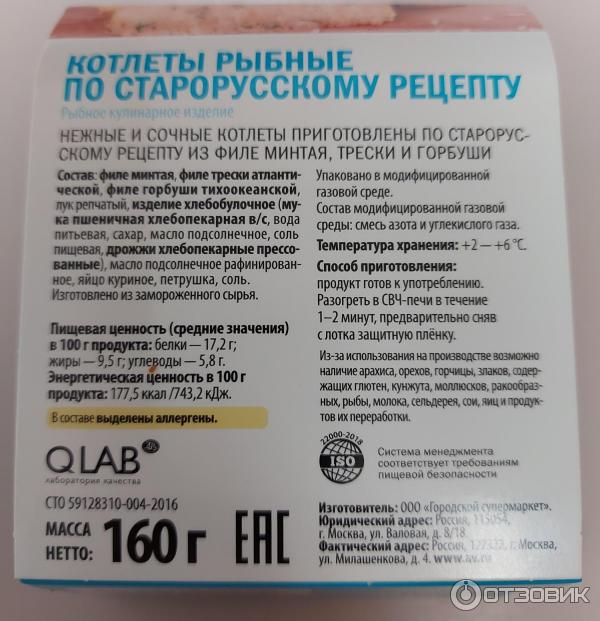 КОТЛЕТЫ РЫБНЫЕ
ПО СТАРОРУССКОМУ РЕЦЕПТУ
Рыбное кулинарное изделие
НЕЖНЫЕ И СОЧНЫЕ КОТЛЕТЫ ПРИГОТОВЛЕНЫ ПО СТАРОРУС-
СКОМУ РЕЦЕПТУ ИЗ ФИЛЕ МИНТАЯ, ТРЕСКИ И ГОРБУШИ
Состав: филе минтая, филе трески атланти-
ческой, филе горбуши тихоокеанской,
лук репчатый, изделие хлебобулочное (му-
ка пшеничная хлебопекарная в/с, вода
питьевая, сахар, масло подсолнечное, соль
пищевая, дрожжи хлебопекарные прессо-
ванные), масло подсолнечное рафинирован-
ное, яйцо куриное, петрушка, соль.
Изготовлено из замороженного сырья.
Пищевая ценность (средние значения)
в 100 г продукта: белки — 17,2 г;
жиры — 9,5 г; углеводы — 5,8 г.
Энергетическая ценность в 100 г
продукта: 177,5 ккал /743,2 кДж.
В составе выделены аллергены.
QLAB
лаборатория качества
СТО 59128310-004-2016
МАССА
НЕТТО: 160 г
EAC
Упаковано в модифицированной
газовой среде.
Состав модифицированной газовой
среды: смесь азота и углекислого газа.
Температура хранения: +2 — +6 °С.
Способ приготовления:
продукт готов к употреблению.
Разогреть в СВЧ-печи в течение
1–2 минут, предварительно сняв
с лотка защитную плёнку.
Из-за использования на производстве возможно
наличие арахиса, орехов, горчицы, злаков, содер-
жащих глютен, кунжута, моллюсков, ракообраз-
ных, рыбы, молока, сельдерея, сои, яиц и продук-
тов их переработки.
22000-2018
ISO
Система менеджмента
соответствует требованиям
пищевой безопасности
Изготовитель: ООО «Городской супермаркет».
Юридический адрес: Россия, 115054,
г. Москва, ул. Валовая, д. 8/18.
Фактический адрес: Россия, 127322, г. Москва,
ул. Милашенкова, д. 4. www.av.ru
ОТЗОВИК